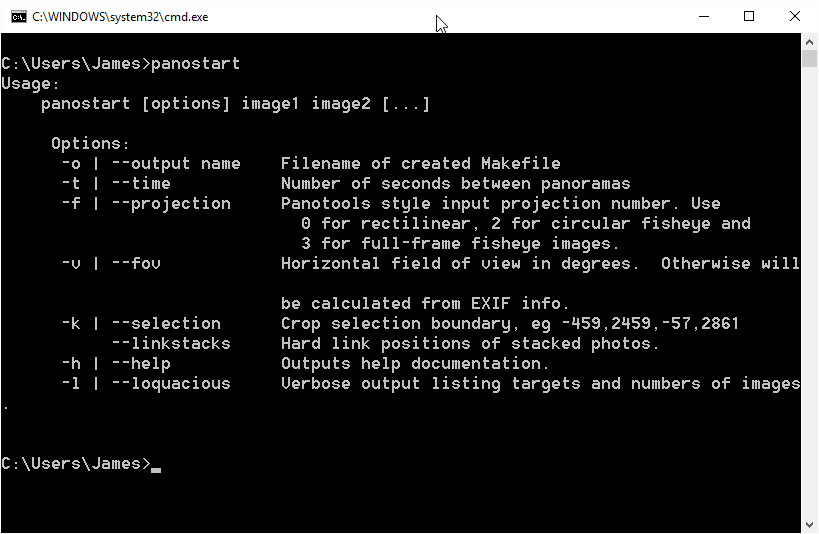 C:\WINDOWS\system32\cmd.exe
C:\Users\James>panostart
Usage:
    panostart [options] image1 image2 [...]
     Options:
      -o | --output name    Filename of created Makefile
      -t | --time           Number of seconds between panoramas
      -f | --projection     Panotools style input projection number. Use
                              0 for rectilinear, 2 for circular fisheye and
                              3 for full-frame fisheye images.
      -v | --fov            Horizontal field of view in degrees.  Otherwise will
                            be calculated from EXIF info.
      -k | --selection      Crop selection boundary, eg -459,2459,-57,2861
           --linkstacks     Hard link positions of stacked photos.
      -h | --help           Outputs help documentation.
      -l | --loquacious     Verbose output listing targets and numbers of images
.
C:\Users\James>